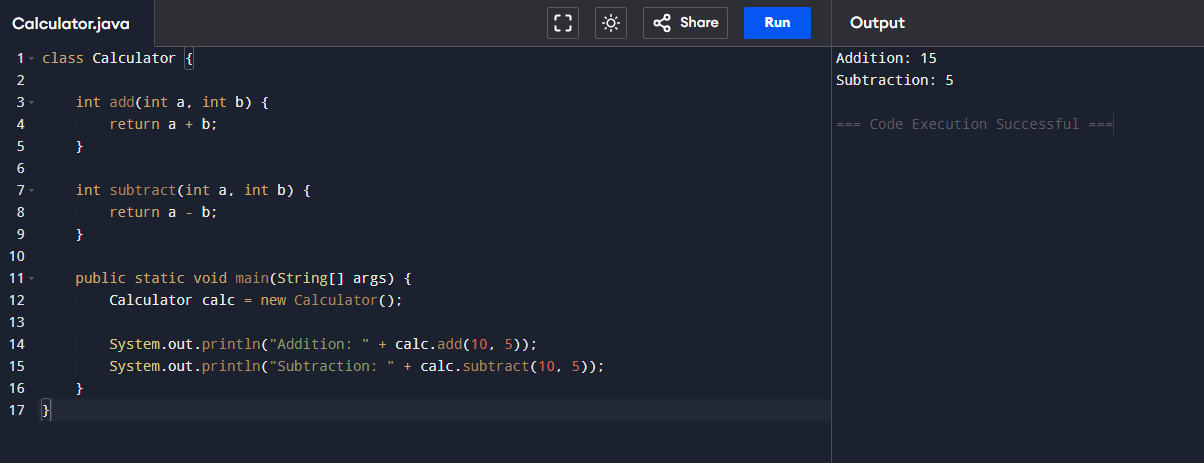 Calculator.java
Share
Run
Output
1 class Calculator {
2
3     int add(int a, int b) {
4         return a + b;
5     }
6
7     int subtract(int a, int b) {
8         return a - b;
9     }
10
11     public static void main(String[] args) {
12         Calculator calc = new Calculator();
13
14         System.out.println("Addition: " + calc.add(10, 5));
15         System.out.println("Subtraction: " + calc.subtract(10, 5));
16     }
17 }
Addition: 15
Subtraction: 5
=== Code Execution Successful ===